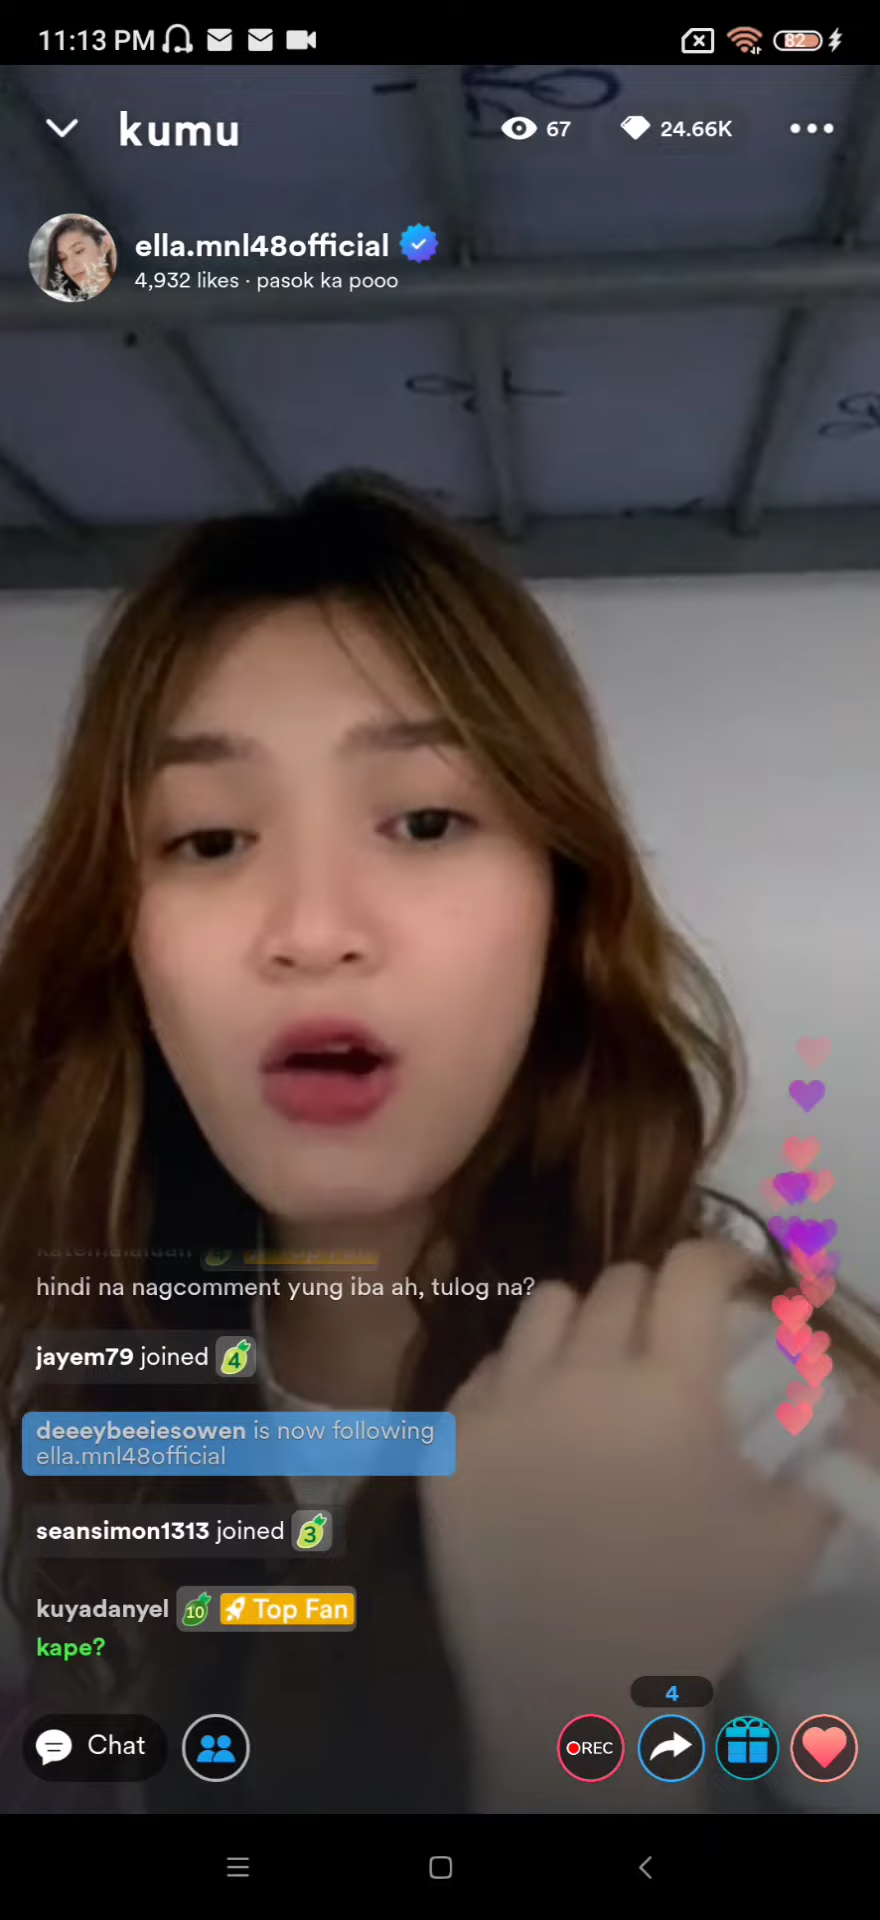 11:13 PM
82
kumu
67
24.66K
ella.mnl48official
4,932 likes · pasok ka pooo
hindi na nagcomment yung iba ah, tulog na?
jayem79 joined 4
deeeybeeiesowen is now following
ella.mnl48official
seansimon1313 joined 3
kuyadanyel 10 Top Fan
kape?
4
Chat
REC